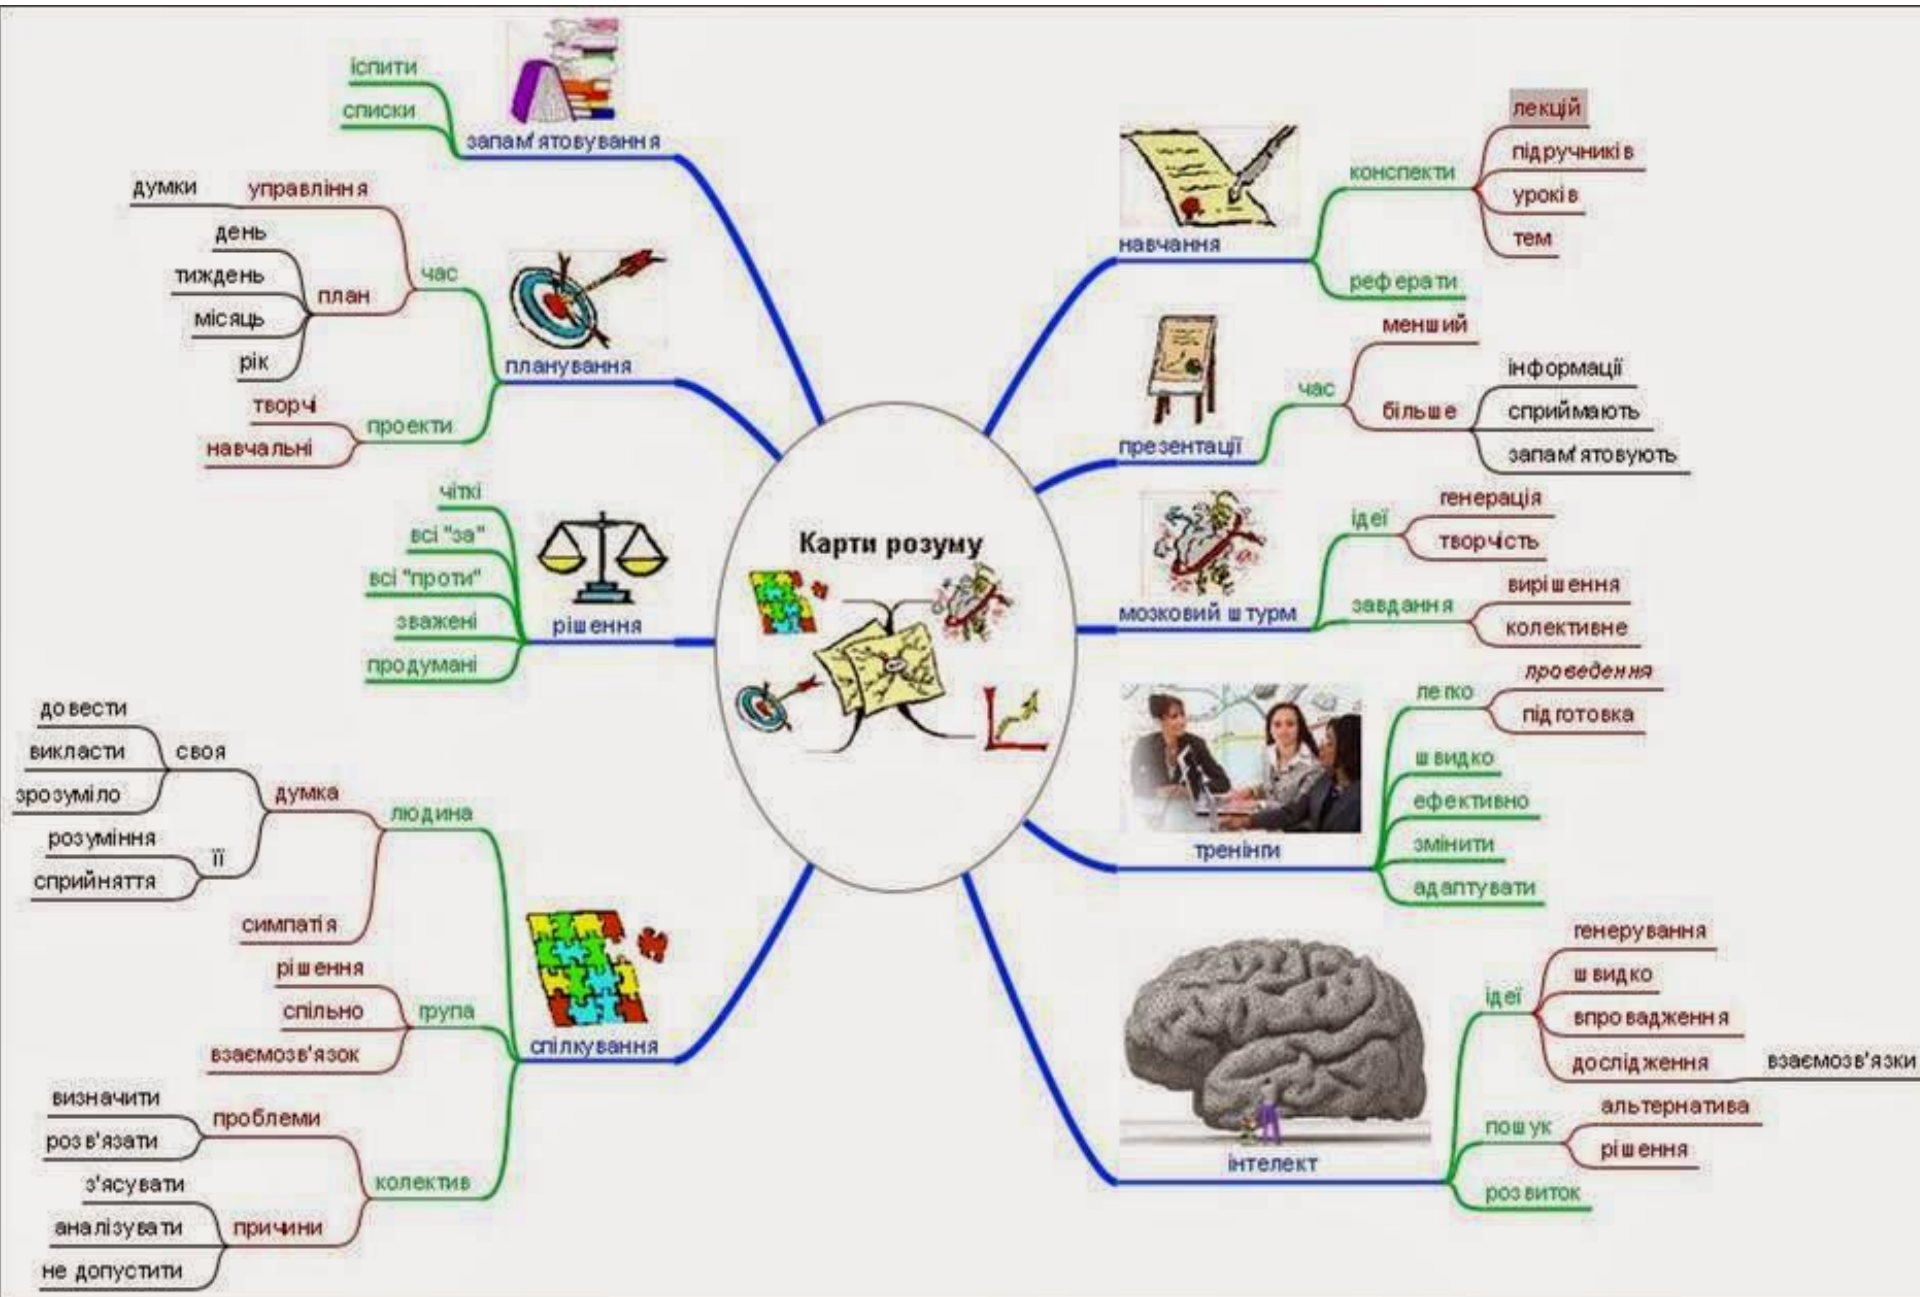 Карти розуму
запам'ятовування
іспити
списки
планування
час
управління
думки
план
день
тиждень
місяць
рік
проекти
творчі
навчальні
рішення
чіткі
всі "за"
всі "проти"
зважені
продумані
спілкування
людина
думка
своя
довести
викласти
зрозуміло
її
розуміння
сприйняття
симпатія
група
рішення
спільно
взаємозв'язок
колектив
проблеми
визначити
розв'язати
причини
з'ясувати
аналізувати
не допустити
навчання
конспекти
лекцій
підручників
уроків
тем
реферати
презентації
час
менший
більше
інформації
сприймають
запам'ятовують
мозковий штурм
ідеї
генерація
творчість
завдання
вирішення
колективне
тренінги
легко
проведення
підготовка
швидко
ефективно
змінити
адаптувати
інтелект
ідеї
генерування
швидко
впровадження
дослідження
взаємозв'язки
пошук
альтернатива
рішення
розвиток